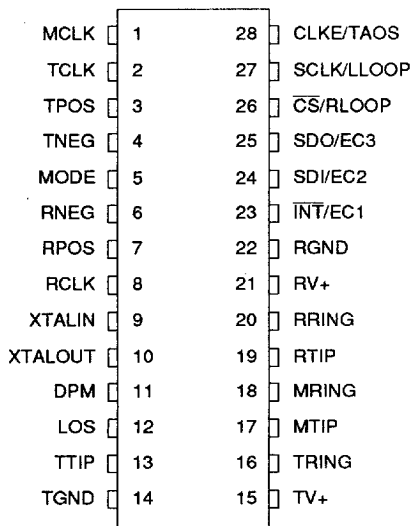 MCLK 1 28 CLKE/TAOS
TCLK 2 27 SCLK/LLOOP
TPOS 3 26 C̅S̅/RLOOP
TNEG 4 25 SDO/EC3
MODE 5 24 SDI/EC2
RNEG 6 23 I̅N̅T̅/EC1
RPOS 7 22 RGND
RCLK 8 21 RV+
XTALIN 9 20 RRING
XTALOUT 10 19 RTIP
DPM 11 18 MRING
LOS 12 17 MTIP
TTIP 13 16 TRING
TGND 14 15 TV+